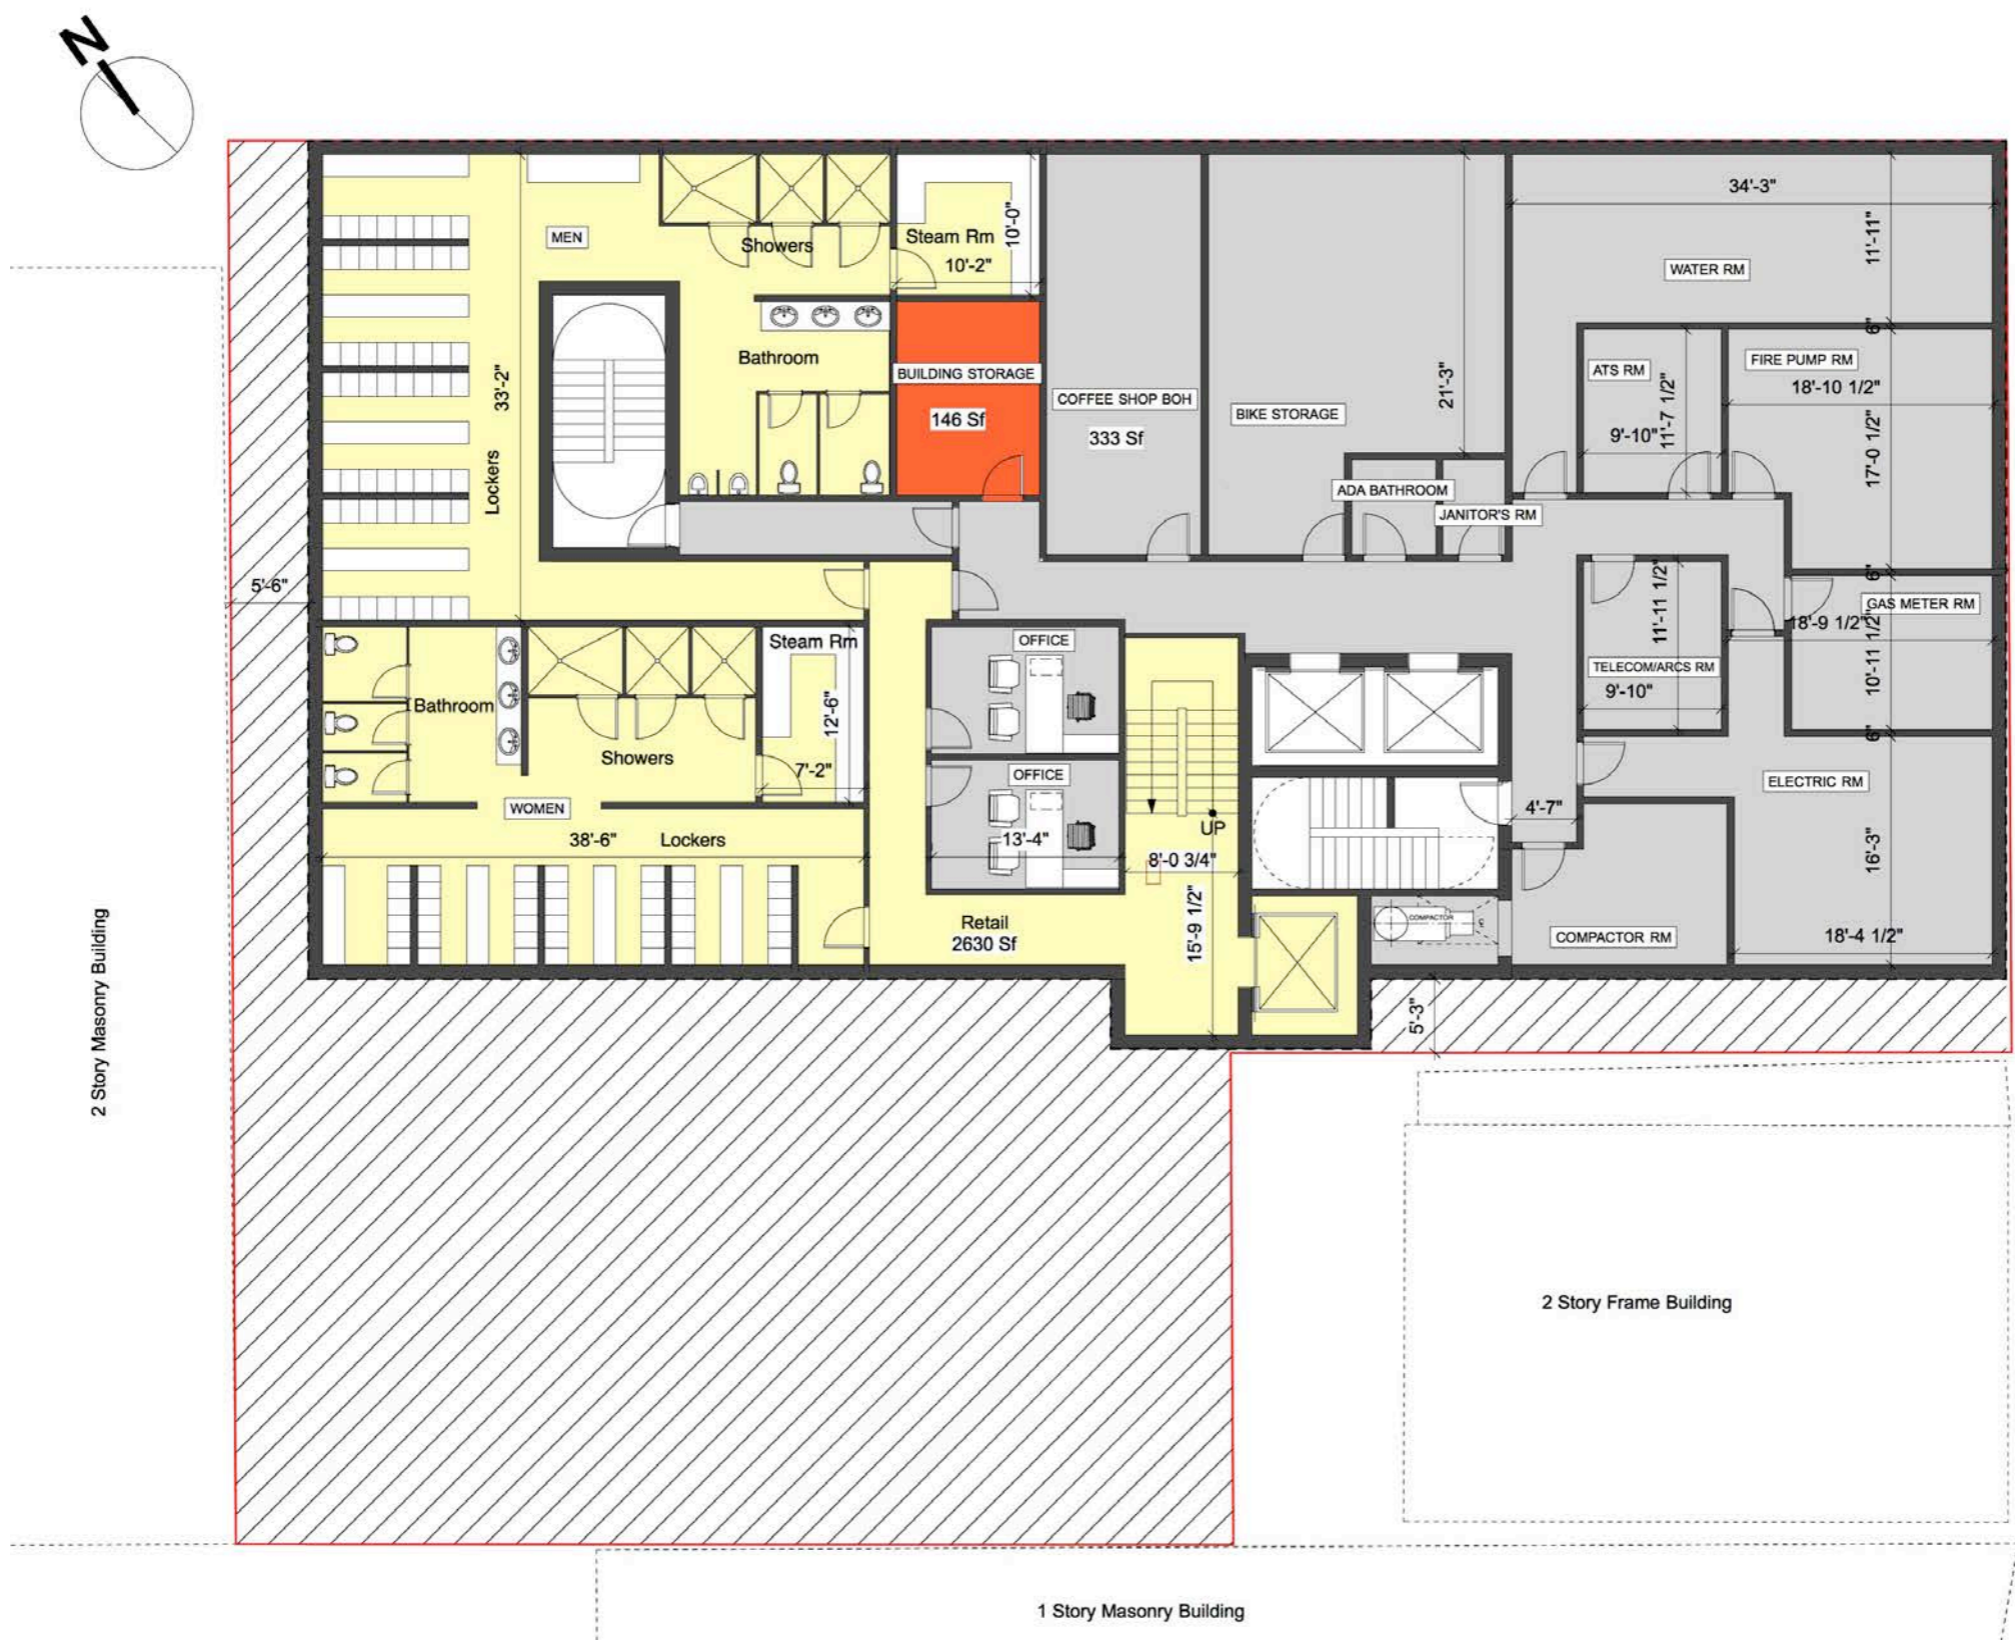 N
34'-3"
11'-11"
MEN
Showers
Steam Rm
10'-0"
10'-2"
WATER RM
6"
33'-2"
Bathroom
BUILDING STORAGE
146 Sf
COFFEE SHOP BOH
333 Sf
BIKE STORAGE
21'-3"
ATS RM
11'-7 1/2"
9'-10"
FIRE PUMP RM
18'-10 1/2"
17'-0 1/2"
Lockers
ADA BATHROOM
JANITOR'S RM
5'-6"
6"
11'-11 1/2"
GAS METER RM
18'-9 1/2"
10'-11 1/2"
TELECOM/ARCS RM
9'-10"
6"
Steam Rm
12'-6"
7'-2"
Bathroom
Showers
WOMEN
OFFICE
OFFICE
13'-4"
UP
8'-0 3/4"
15'-9 1/2"
4'-7"
ELECTRIC RM
16'-3"
38'-6"
Lockers
Retail
2630 Sf
COMPACTOR
COMPACTOR RM
18'-4 1/2"
5'-3"
2 Story Masonry Building
2 Story Frame Building
1 Story Masonry Building